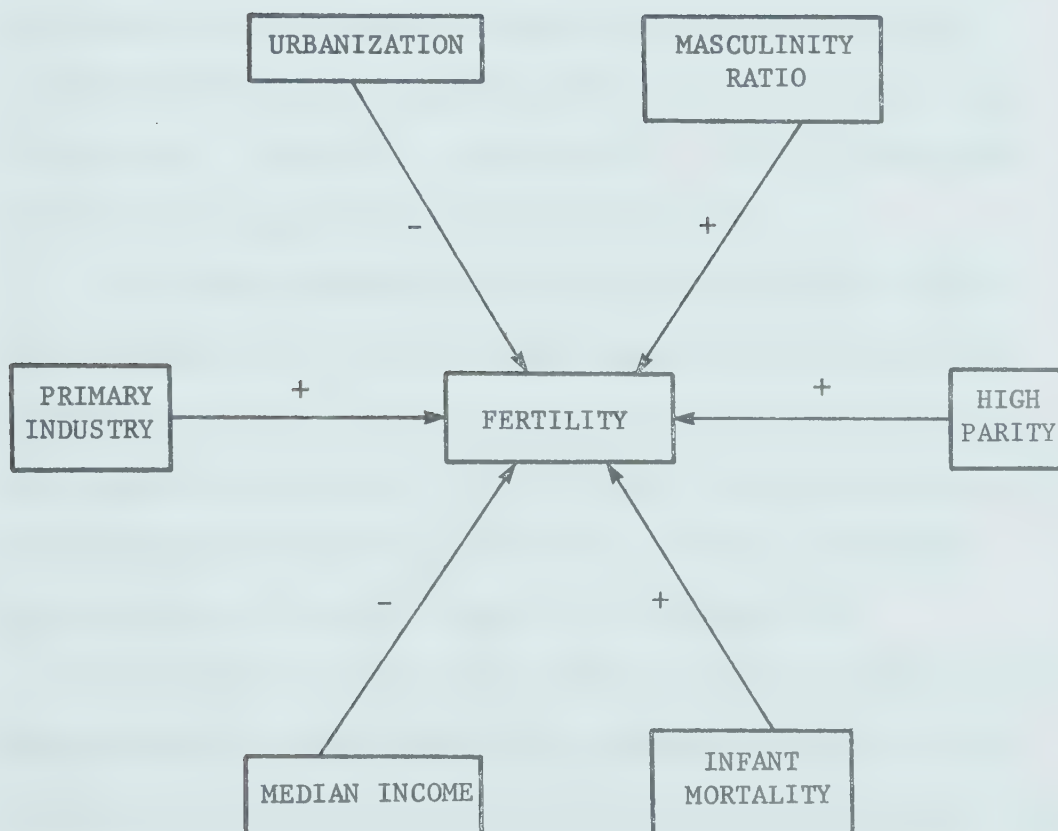 URBANIZATION
MASCULINITY
RATIO
-
+
PRIMARY
INDUSTRY
+
FERTILITY
+
HIGH
PARITY
-
+
MEDIAN INCOME
INFANT
MORTALITY